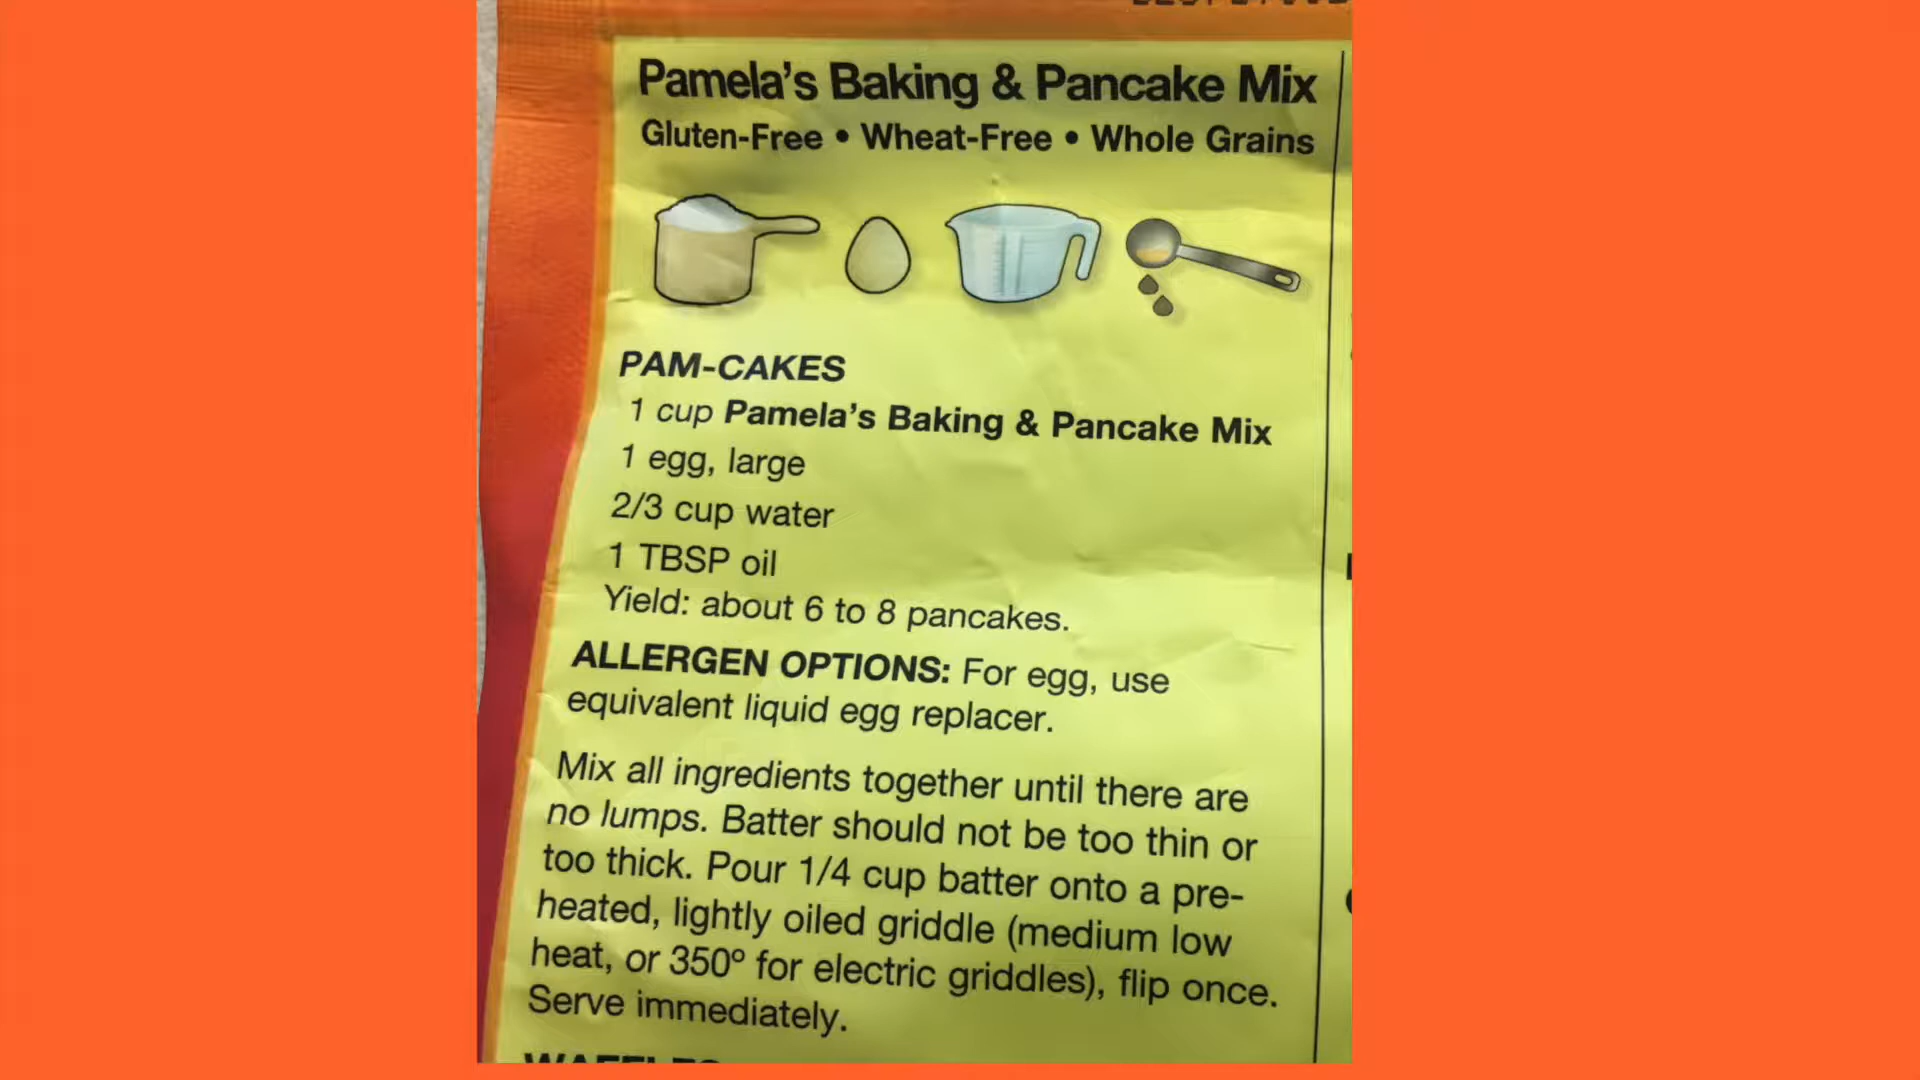 Pamela's Baking & Pancake Mix
Gluten-Free • Wheat-Free • Whole Grains
PAM-CAKES
1 cup Pamela's Baking & Pancake Mix
1 egg, large
2/3 cup water
1 TBSP oil
Yield: about 6 to 8 pancakes.
ALLERGEN OPTIONS: For egg, use
equivalent liquid egg replacer.
Mix all ingredients together until there are
no lumps. Batter should not be too thin or
too thick. Pour 1/4 cup batter onto a pre-
heated, lightly oiled griddle (medium low
heat, or 350º for electric griddles), flip once.
Serve immediately.
WAFFLES